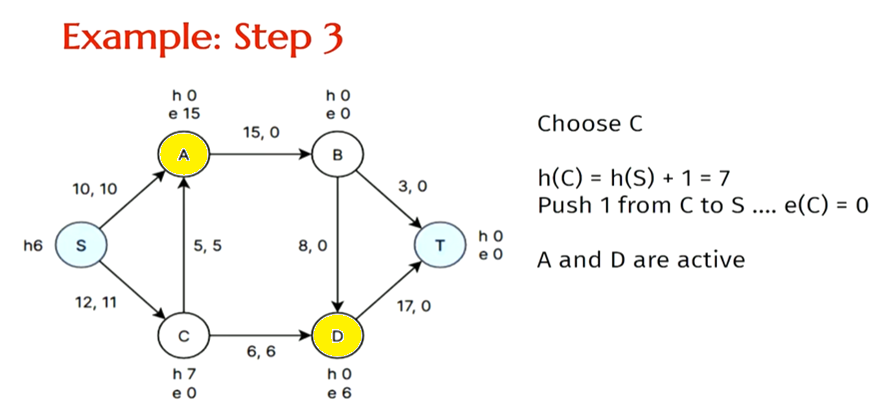 Example: Step 3
h 0
e 15
h 0
e 0
A
15, 0
B
10, 10
3, 0
h6
S
5, 5
8, 0
T
h 0
e 0
12, 11
17, 0
C
6, 6
D
h 7
e 0
h 0
e 6
Choose C
h(C) = h(S) + 1 = 7
Push 1 from C to S .... e(C) = 0
A and D are active